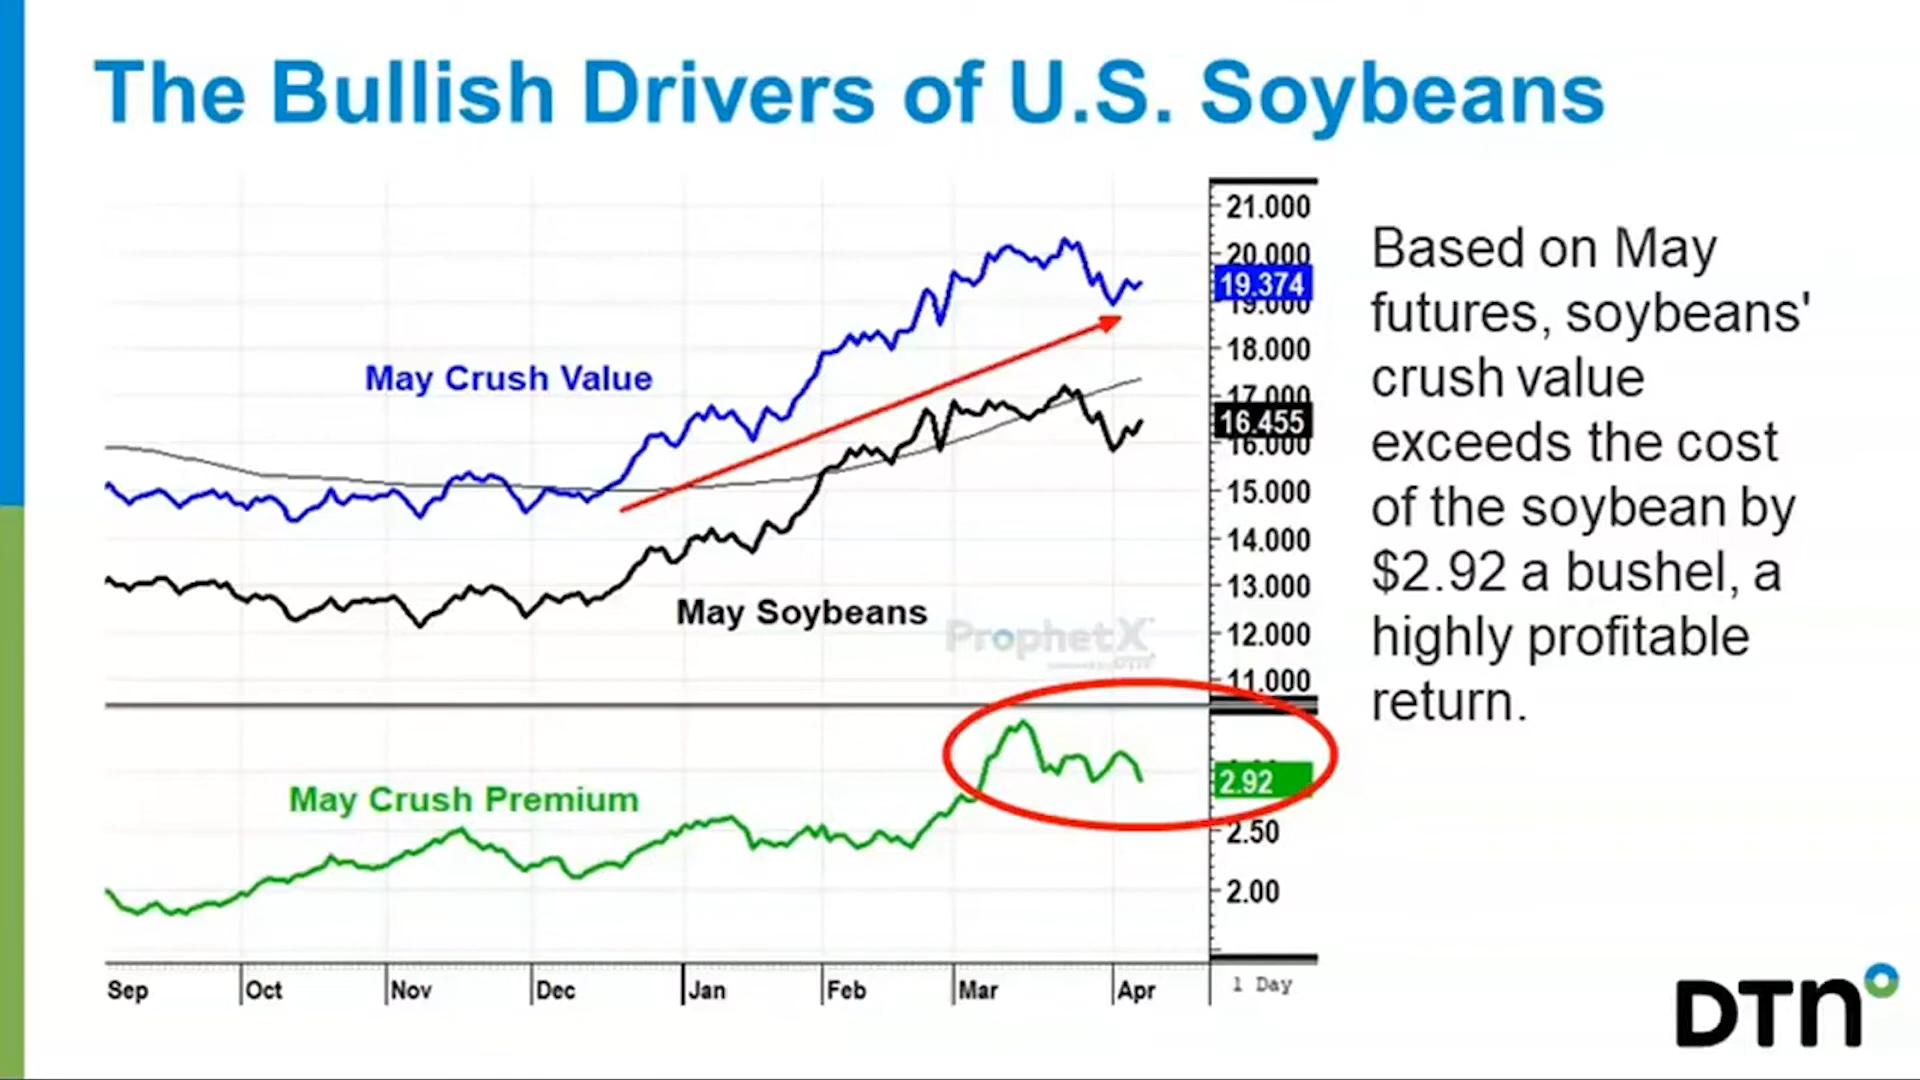 The Bullish Drivers of U.S. Soybeans
21.000
20.000
19.374
19.000
18.000
17.000
16.455
16.000
15.000
14.000
13.000
12.000
11.000
May Crush Value
May Soybeans
ProphetX
DTN
May Crush Premium
2.92
2.50
2.00
Sep Oct Nov Dec Jan Feb Mar Apr 1 Day
Based on May
futures, soybeans'
crush value
exceeds the cost
of the soybean by
$2.92 a bushel, a
highly profitable
return.
DTN